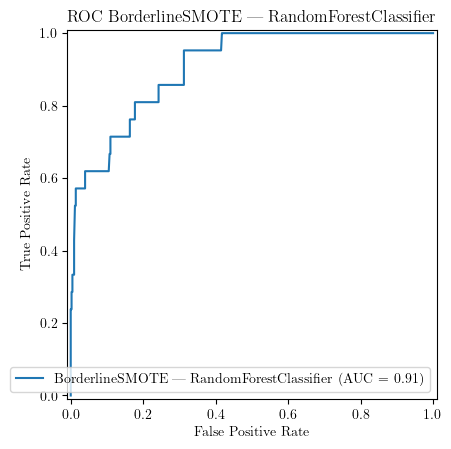 ROC BorderlineSMOTE — RandomForestClassifier
True Positive Rate
1.0
0.8
0.6
0.4
0.2
0.0
BorderlineSMOTE — RandomForestClassifier (AUC = 0.91)
0.0 0.2 0.4 0.6 0.8 1.0
False Positive Rate